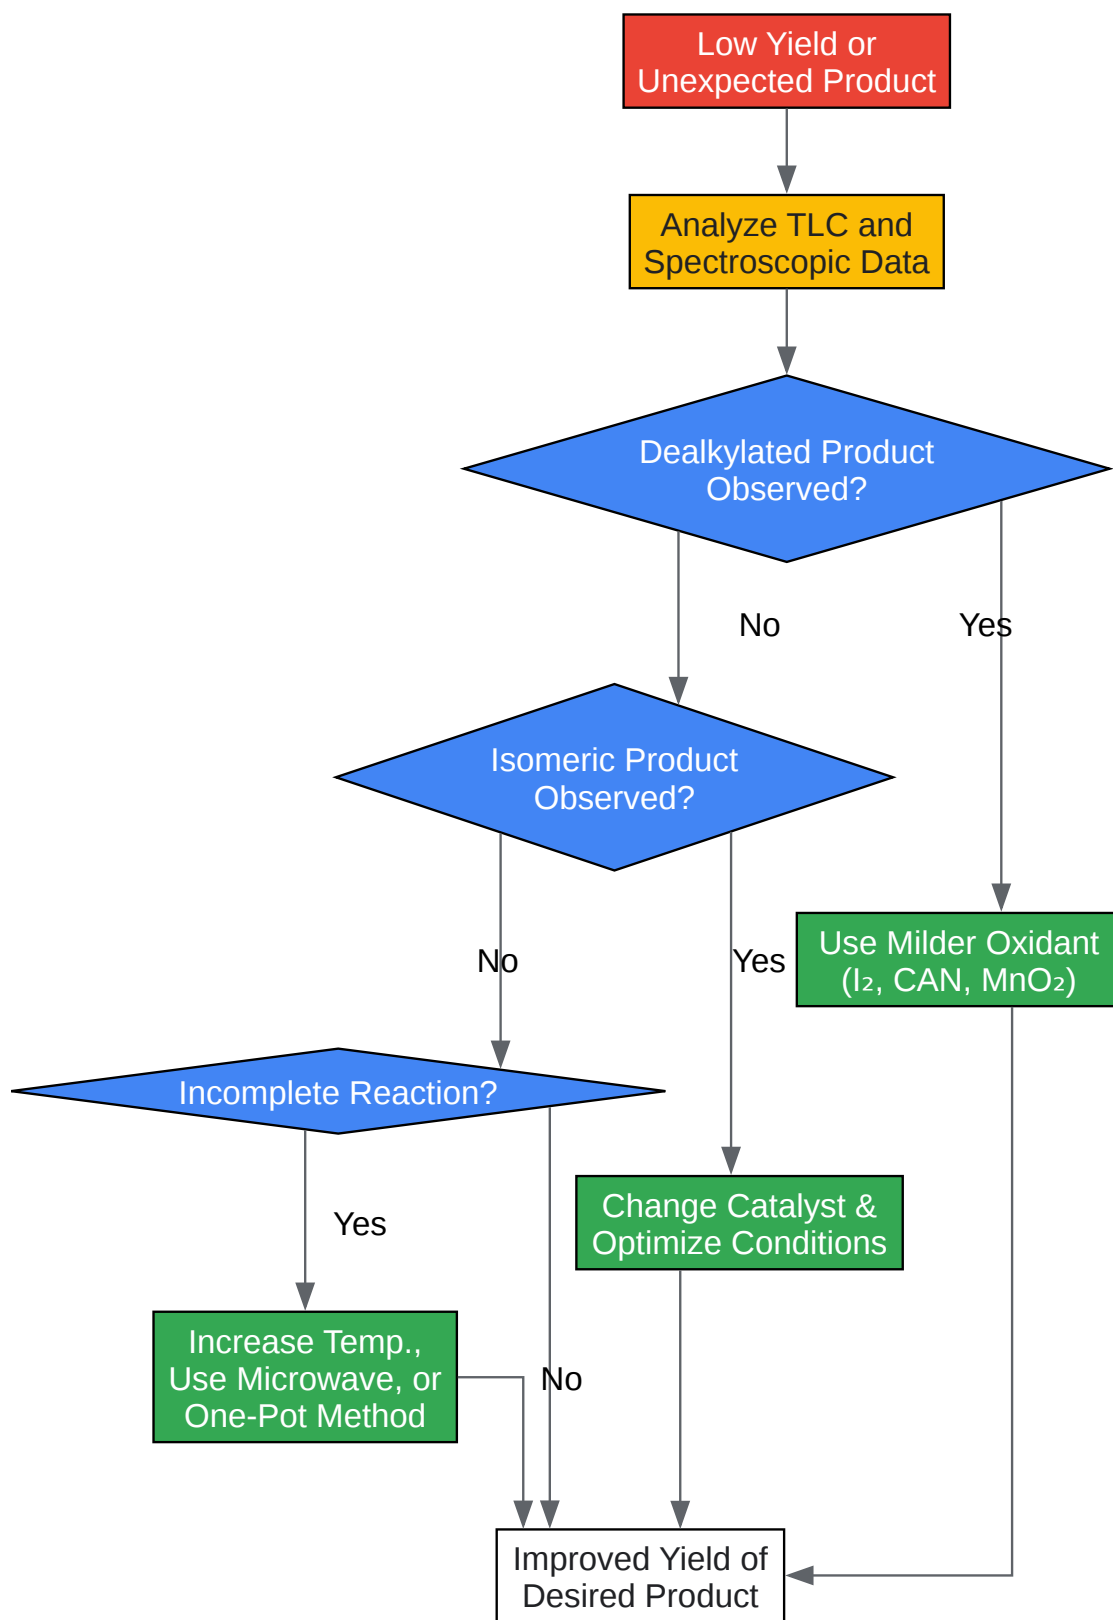 Low Yield or
Unexpected Product
Analyze TLC and
Spectroscopic Data
Dealkylated Product
Observed?
No
Yes
Isomeric Product
Observed?
Use Milder Oxidant
(I₂, CAN, MnO₂)
No
Yes
Incomplete Reaction?
Change Catalyst &
Optimize Conditions
Yes
Increase Temp.,
Use Microwave, or
One-Pot Method
No
Improved Yield of
Desired Product